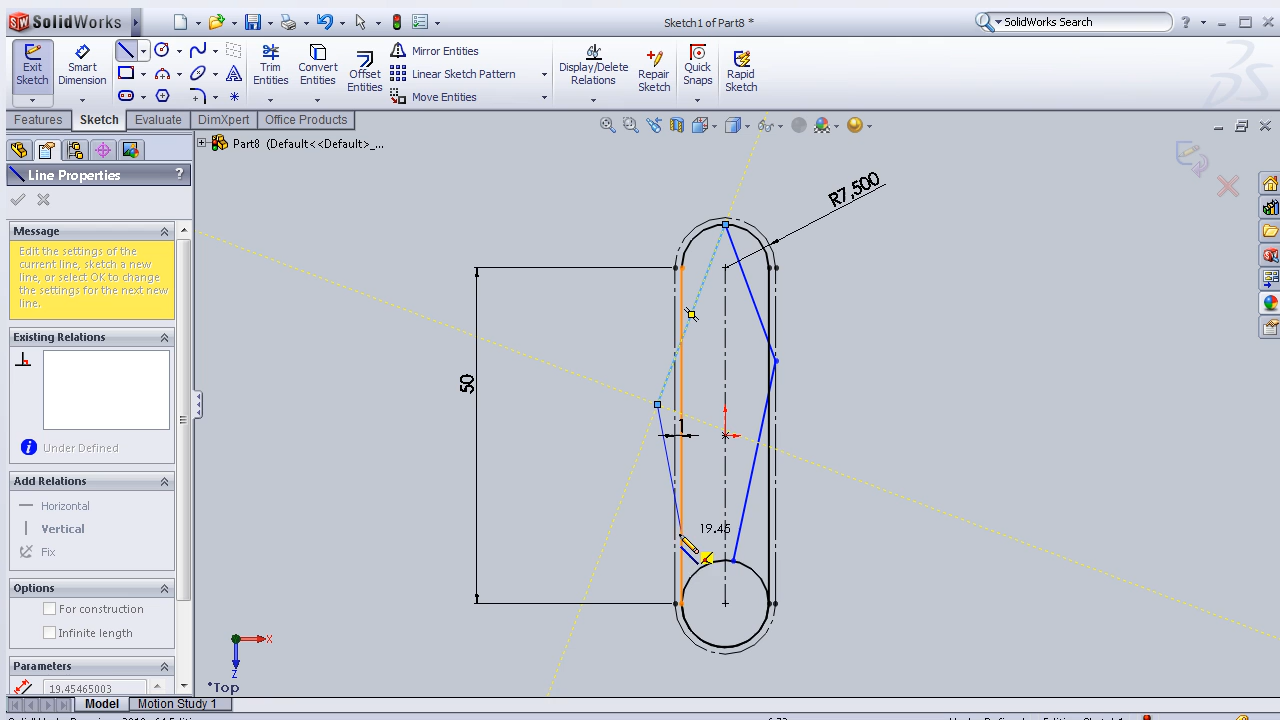 SolidWorks
Sketch1 of Part8 *
SolidWorks Search
?
Exit Sketch
Smart Dimension
Trim Entities
Convert Entities
Offset Entities
Mirror Entities
Linear Sketch Pattern
Move Entities
Display/Delete Relations
Repair Sketch
Quick Snaps
Rapid Sketch
Features
Sketch
Evaluate
DimXpert
Office Products
Part8 (Default<<Default>_...
Line Properties
?
Message
Edit the settings of the
current line, sketch a new
line, or select OK to change
the settings for the next new
line.
Existing Relations
Under Defined
Add Relations
Horizontal
Vertical
Fix
Options
For construction
Infinite length
Parameters
19.45465003
R7,500
50
1
19.45
X
Z
*Top
Model
Motion Study 1